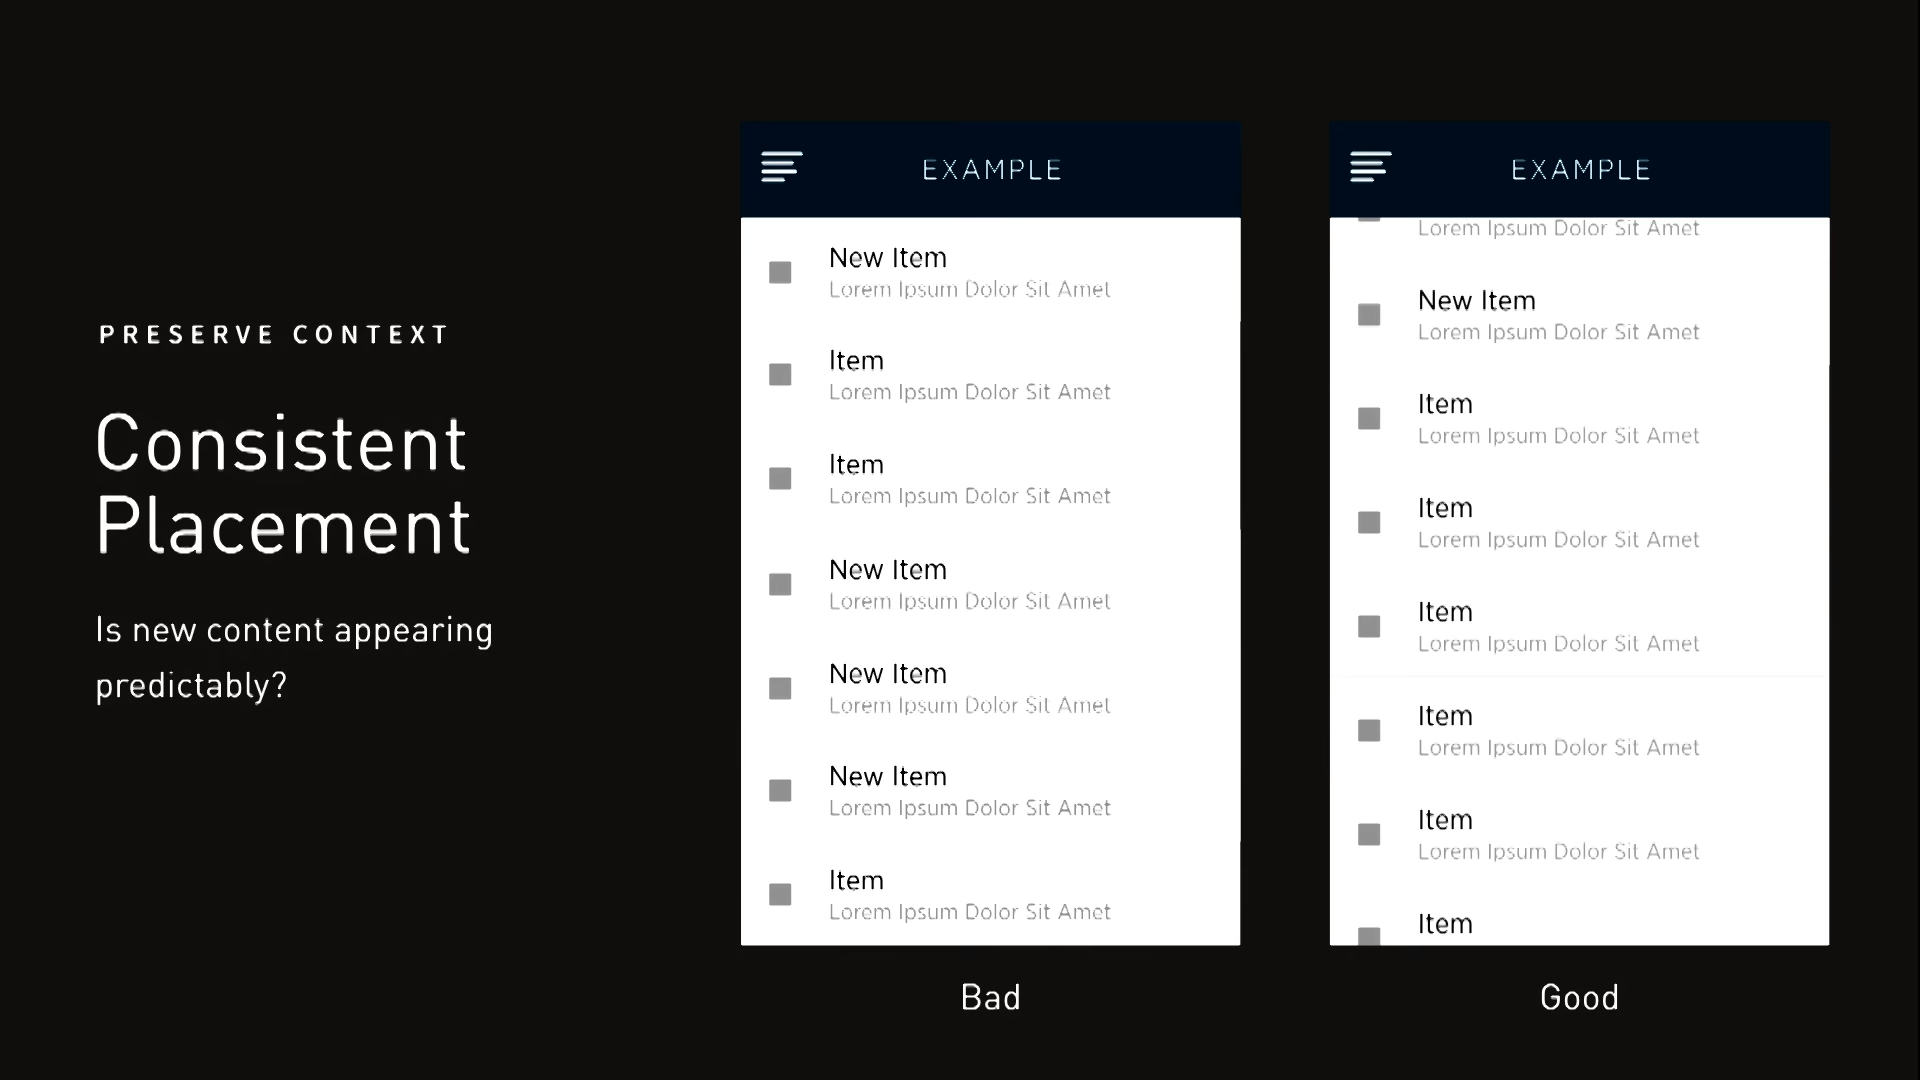 PRESERVE CONTEXT
Consistent
Placement
Is new content appearing
predictably?
EXAMPLE
New Item
Lorem Ipsum Dolor Sit Amet
Item
Lorem Ipsum Dolor Sit Amet
Item
Lorem Ipsum Dolor Sit Amet
New Item
Lorem Ipsum Dolor Sit Amet
New Item
Lorem Ipsum Dolor Sit Amet
New Item
Lorem Ipsum Dolor Sit Amet
Item
Lorem Ipsum Dolor Sit Amet
Bad
EXAMPLE
Lorem Ipsum Dolor Sit Amet
New Item
Lorem Ipsum Dolor Sit Amet
Item
Lorem Ipsum Dolor Sit Amet
Item
Lorem Ipsum Dolor Sit Amet
Item
Lorem Ipsum Dolor Sit Amet
Item
Lorem Ipsum Dolor Sit Amet
Item
Lorem Ipsum Dolor Sit Amet
Item
Good